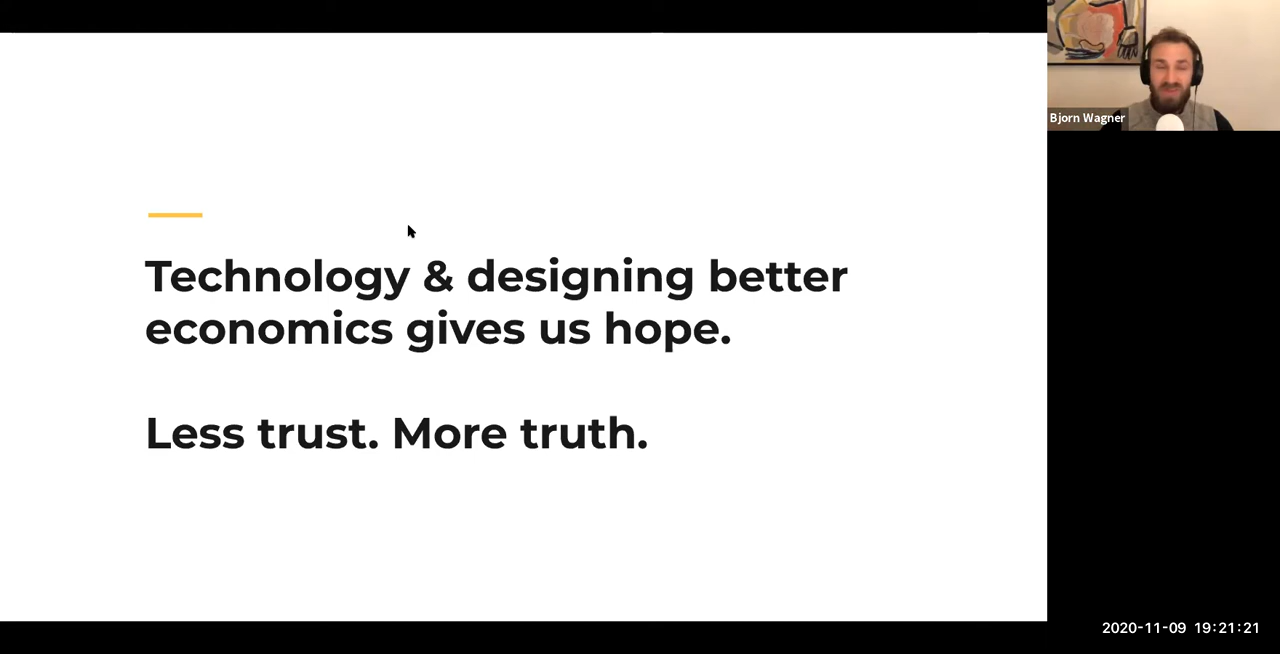 Bjorn Wagner
Technology & designing better
economics gives us hope.
Less trust. More truth.
2020-11-09 19:21:21